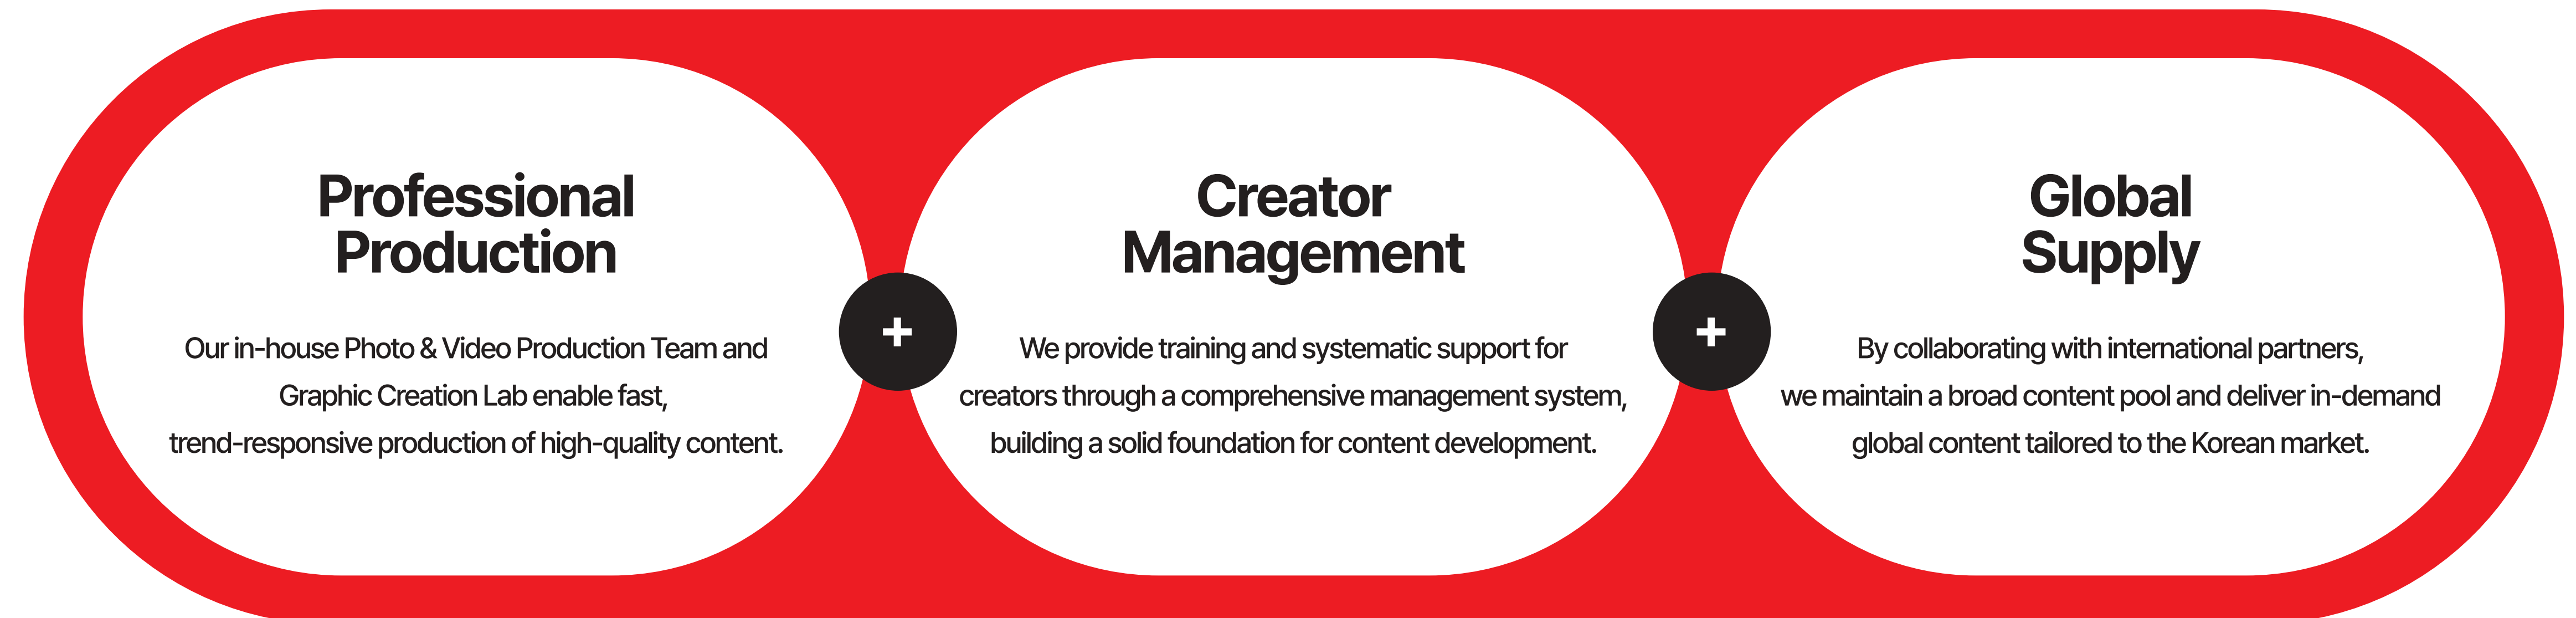 Professional
Production
Our in-house Photo & Video Production Team and
Graphic Creation Lab enable fast,
trend-responsive production of high-quality content.
+
Creator
Management
We provide training and systematic support for
creators through a comprehensive management system,
building a solid foundation for content development.
+
Global
Supply
By collaborating with international partners,
we maintain a broad content pool and deliver in-demand
global content tailored to the Korean market.